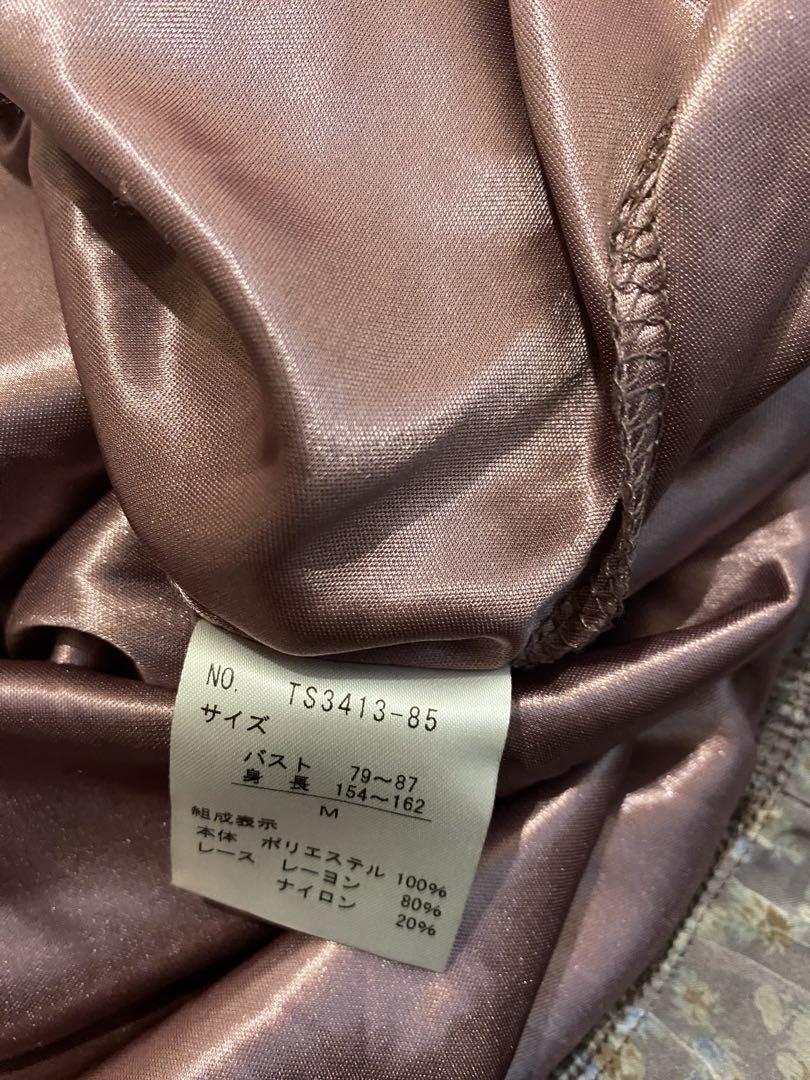 NO. TS3413-85
サイズ
バスト 79～87
身長 154～162
M
組成表示
本体 ポリエステル 100%
レース レーヨン 80%
ナイロン 20%